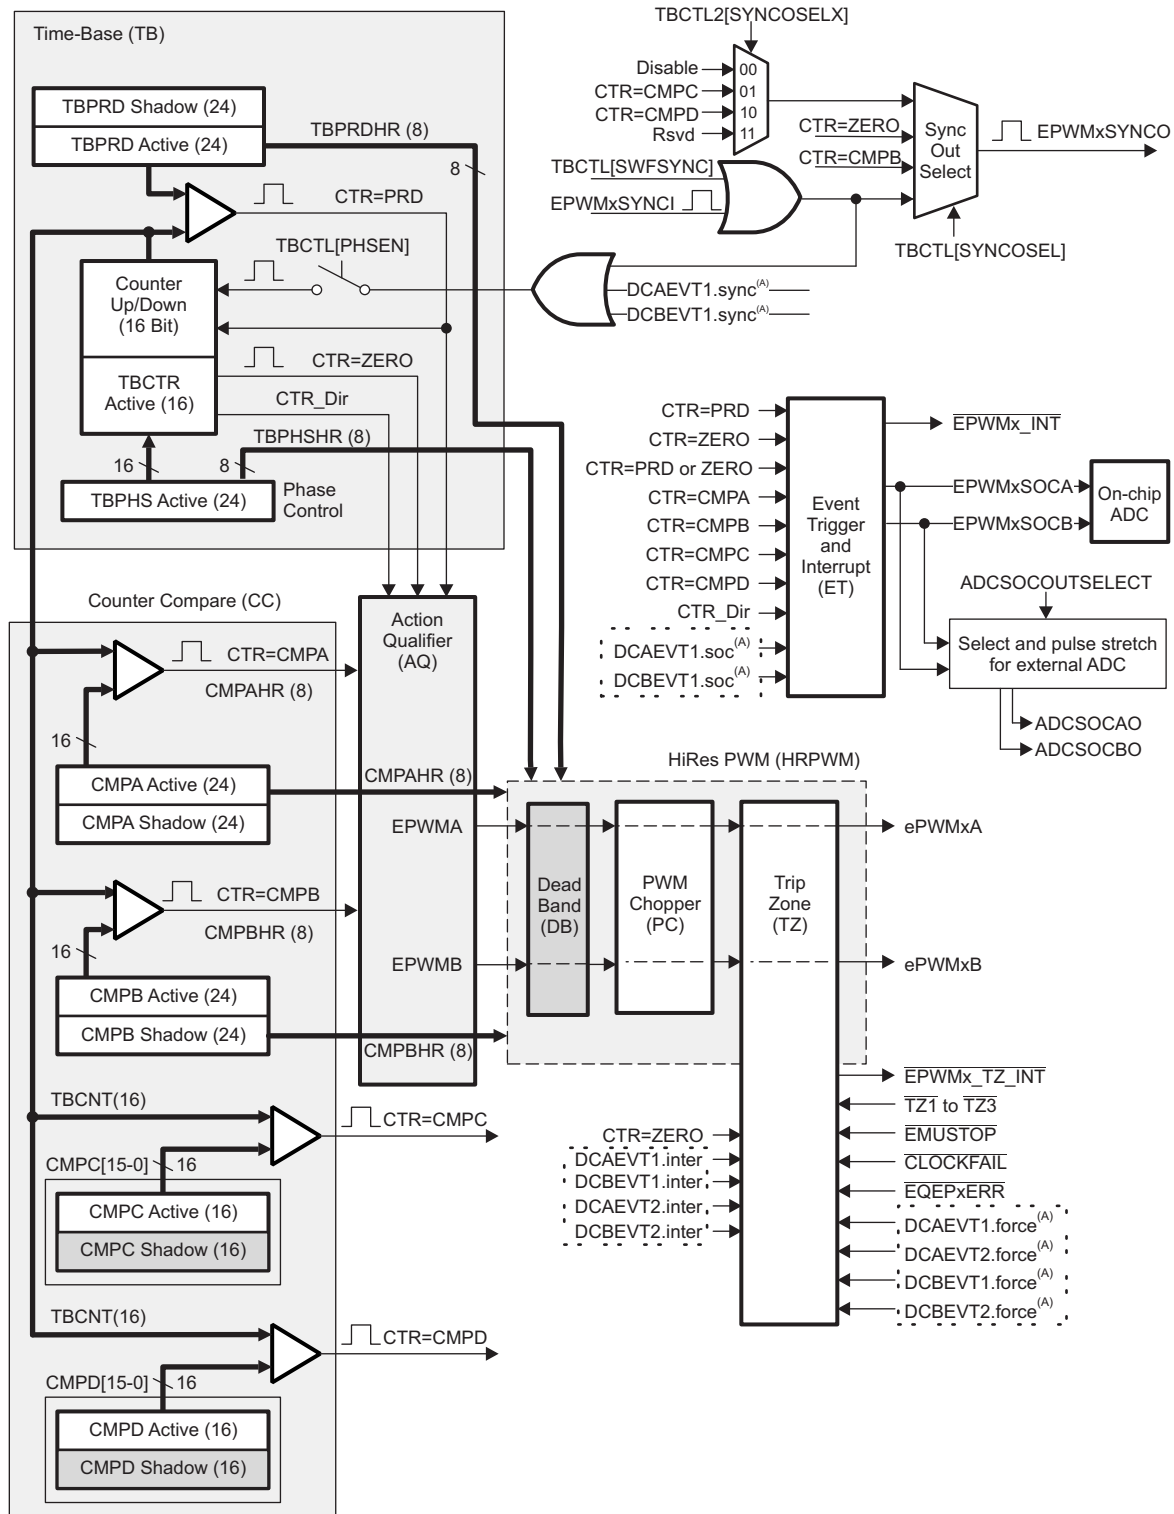 TBCTL2[SYNCOSELX]
Time-Base (TB)
Disable
00
CTR=CMPC
01
CTR=CMPD
10
Rsvd
11
TBPRD Shadow (24)
TBPRD Active (24)
TBPRDHR (8)
8
CTR=ZERO
CTR=CMPB
Sync
Out
Select
EPWMxSYNCO
TBCTL[SWFSYNC]
EPWMxSYNCI
TBCTL[SYNCOSEL]
CTR=PRD
TBCTL[PHSEN]
DCAEVT1.sync(A)
DCBEVT1.sync(A)
Counter
Up/Down
(16 Bit)
TBCTR
Active (16)
CTR=ZERO
CTR_Dir
TBPHSHR (8)
16
8
TBPHS Active (24)
Phase
Control
CTR=PRD
CTR=ZERO
CTR=PRD or ZERO
CTR=CMPA
CTR=CMPB
CTR=CMPC
CTR=CMPD
CTR_Dir
DCAEVT1.soc(A)
DCBEVT1.soc(A)
Event
Trigger
and
Interrupt
(ET)
EPWMx_INT
EPWMxSOCA
EPWMxSOCB
On-chip
ADC
ADCSOCOUTSELECT
Select and pulse stretch
for external ADC
ADCSOCAO
ADCSOCBO
Counter Compare (CC)
Action
Qualifier
(AQ)
CTR=CMPA
CMPAHR (8)
16
CMPA Active (24)
CMPA Shadow (24)
CMPAHR (8)
HiRes PWM (HRPWM)
EPWMA
ePWMxA
CTR=CMPB
CMPBHR (8)
16
Dead
Band
(DB)
PWM
Chopper
(PC)
Trip
Zone
(TZ)
EPWMB
ePWMxB
CMPB Active (24)
CMPB Shadow (24)
CMPBHR (8)
EPWMx_TZ_INT
TZ1 to TZ3
EMUSTOP
CLOCKFAIL
EQEPxERR
DCAEVT1.force(A)
DCAEVT2.force(A)
DCBEVT1.force(A)
DCBEVT2.force(A)
CTR=ZERO
DCAEVT1.inter
DCBEVT1.inter
DCAEVT2.inter
DCBEVT2.inter
TBCNT(16)
CTR=CMPC
CMPC[15-0]
16
CMPC Active (16)
CMPC Shadow (16)
TBCNT(16)
CTR=CMPD
CMPD[15-0]
16
CMPD Active (16)
CMPD Shadow (16)